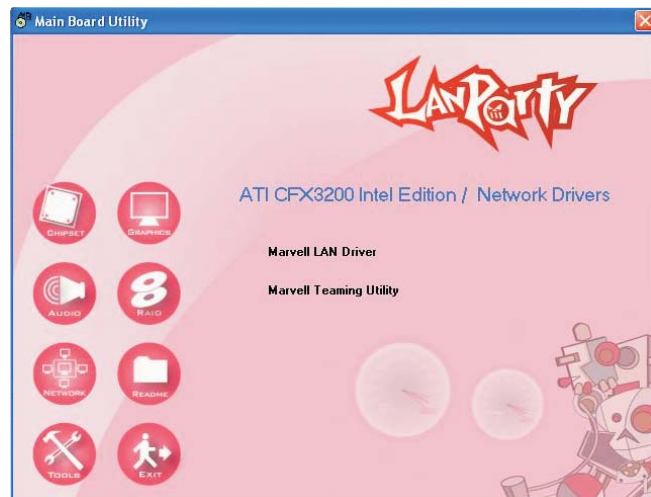 Main Board Utility
LANPARTY
ATI CFX3200 Intel Edition / Network Drivers
Marvell LAN Driver
Marvell Teaming Utility
CHIPSET
GRAPHICS
AUDIO
RAID
NETWORK
README
TOOLS
EXIT